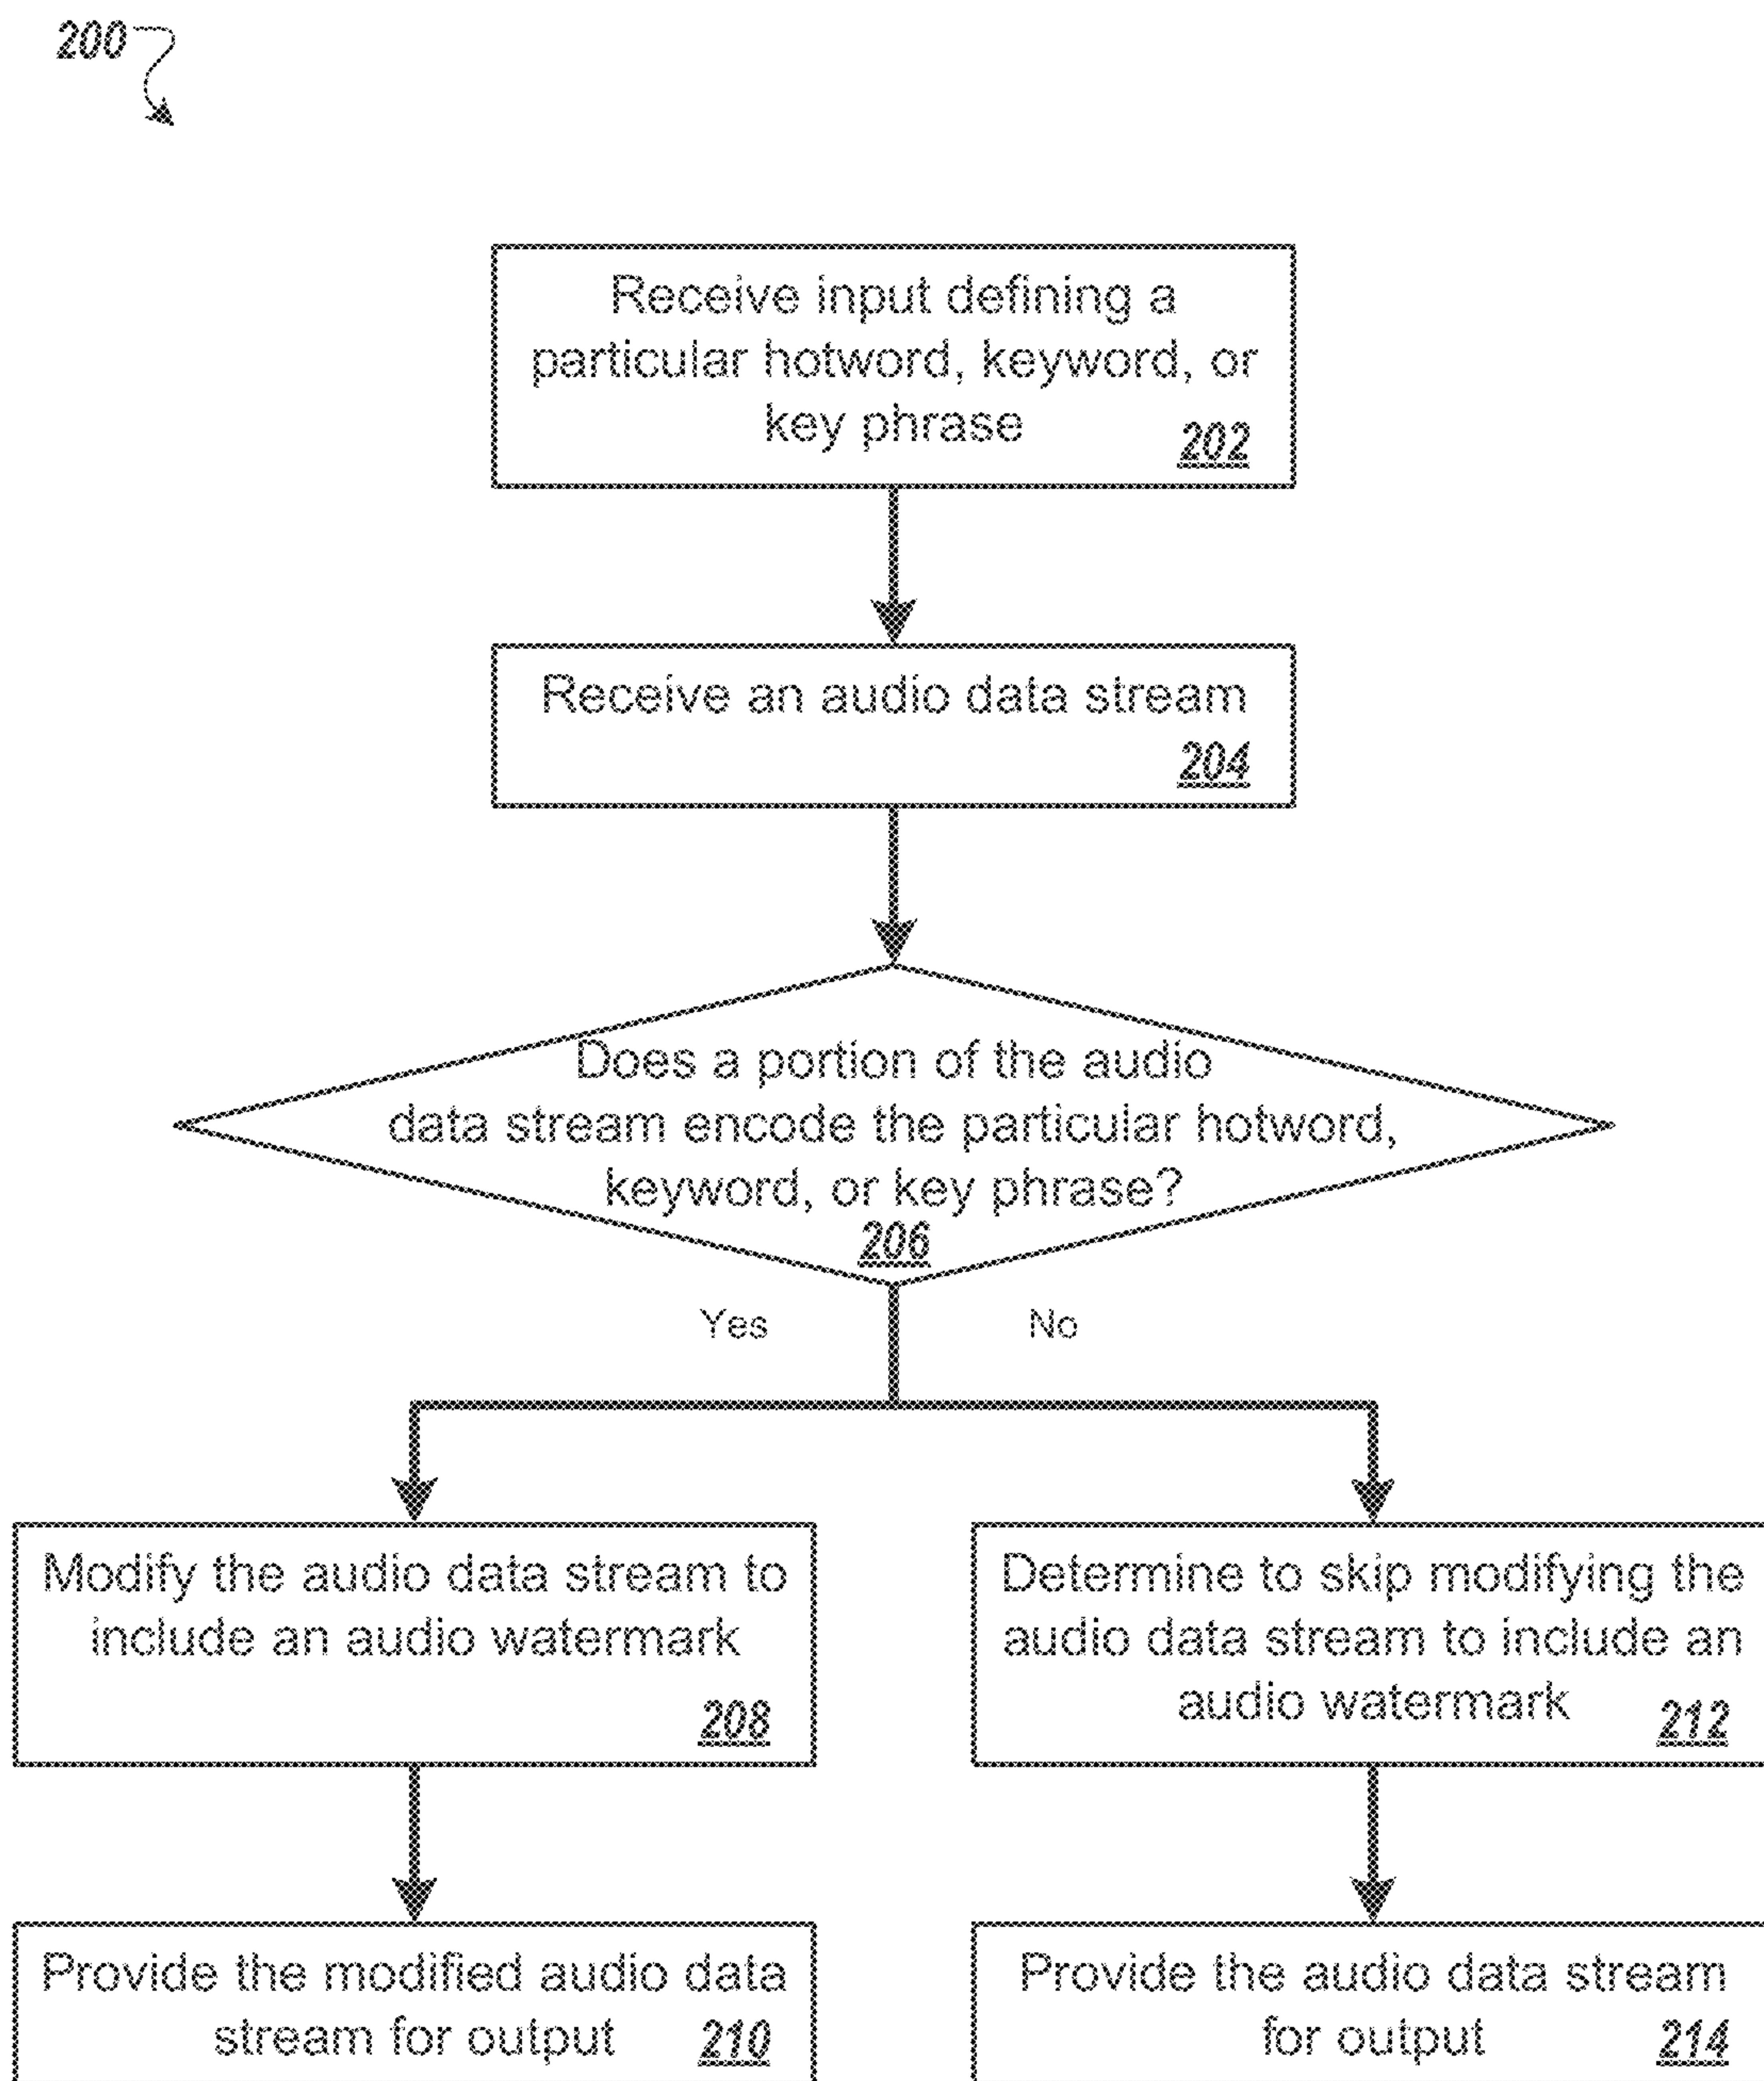 200
Receive input defining a
particular hotword, keyword, or
key phrase 202
Receive an audio data stream
204
Does a portion of the audio
data stream encode the particular hotword,
keyword, or key phrase?
206
Yes No
Modify the audio data stream to
include an audio watermark
208
Determine to skip modifying the
audio data stream to include an
audio watermark 212
Provide the modified audio data
stream for output 210
Provide the audio data stream
for output 214